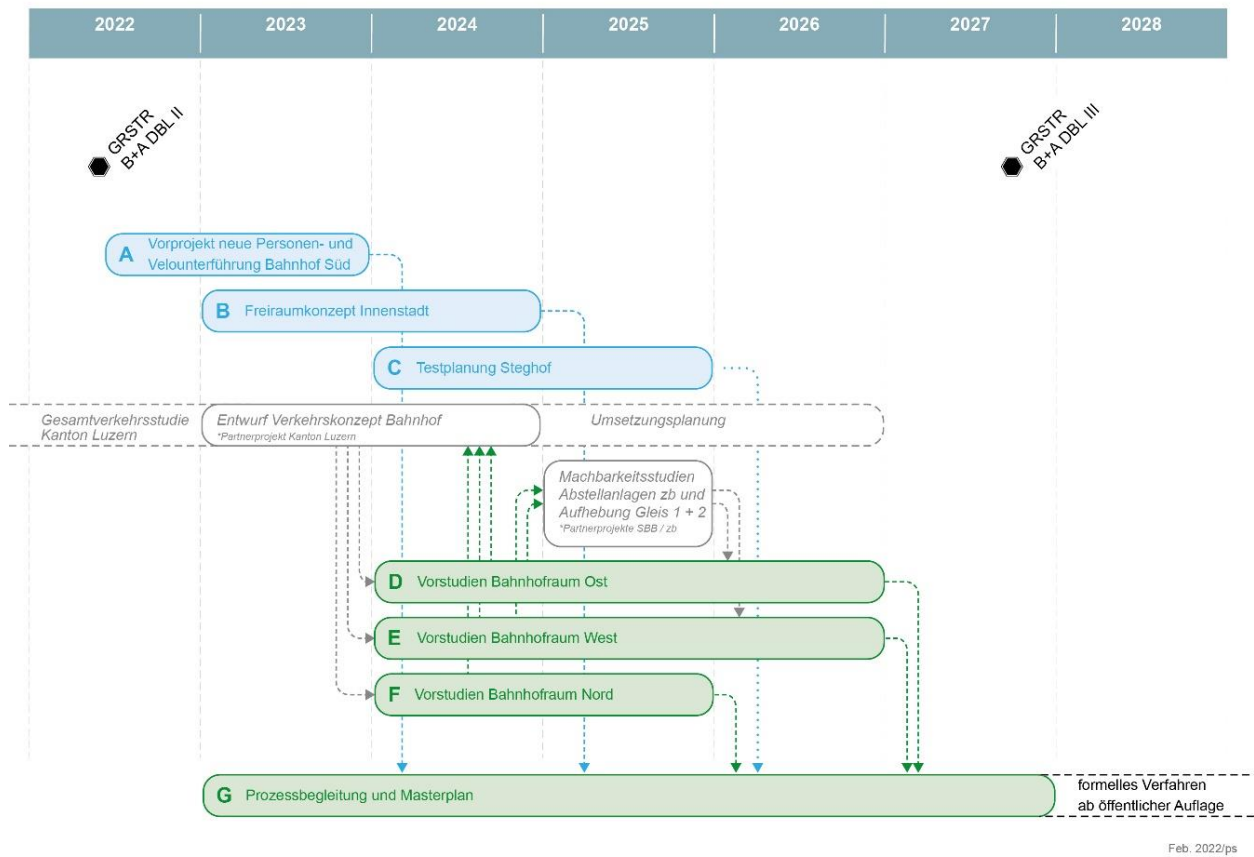 2022 2023 2024 2025 2026 2027 2028
GRSTR
B+A DBL II
GRSTR
B+A DBL III
A Vorprojekt neue Personen- und
Velounterführung Bahnhof Süd
B Freiraumkonzept Innenstadt
C Testplanung Steghof
Gesamtverkehrsstudie
Kanton Luzern
Entwurf Verkehrskonzept Bahnhof
*Partnerprojekt Kanton Luzern
Umsetzungsplanung
Machbarkeitsstudien
Abstellanlagen zb und
Aufhebung Gleis 1 + 2
*Partnerprojekte SBB / zb
D Vorstudien Bahnhofraum Ost
E Vorstudien Bahnhofraum West
F Vorstudien Bahnhofraum Nord
G Prozessbegleitung und Masterplan
formelles Verfahren
ab öffentlicher Auflage
Feb. 2022/ps